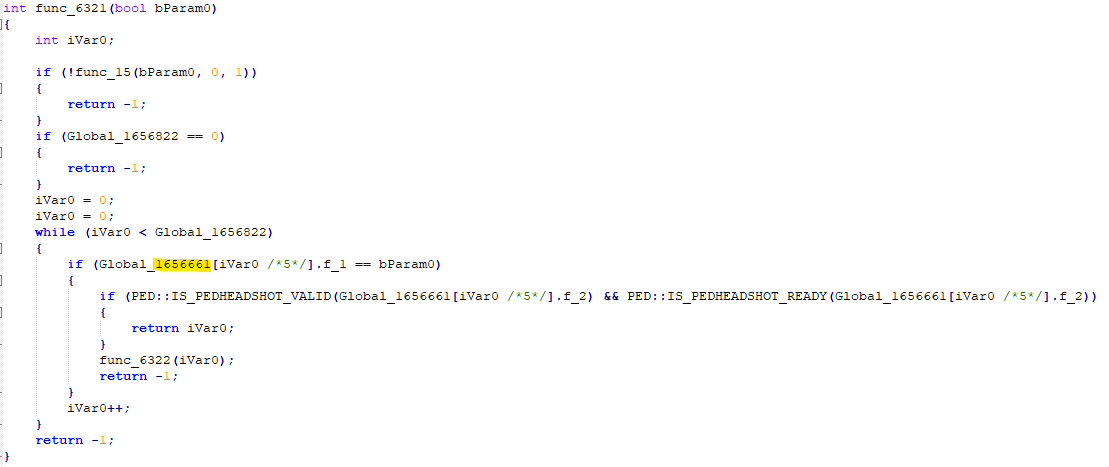 int func_6321(bool bParam0)
{
    int iVar0;

    if (!func_15(bParam0, 0, 1))
    {
        return -1;
    }
    if (Global_1656822 == 0)
    {
        return -1;
    }
    iVar0 = 0;
    iVar0 = 0;
    while (iVar0 < Global_1656822)
    {
        if (Global_1656661[iVar0 /*5*/].f_1 == bParam0)
        {
            if (PED::IS_PEDHEADSHOT_VALID(Global_1656661[iVar0 /*5*/].f_2) && PED::IS_PEDHEADSHOT_READY(Global_1656661[iVar0 /*5*/].f_2))
            {
                return iVar0;
            }
            func_6322(iVar0);
            return -1;
        }
        iVar0++;
    }
    return -1;
}